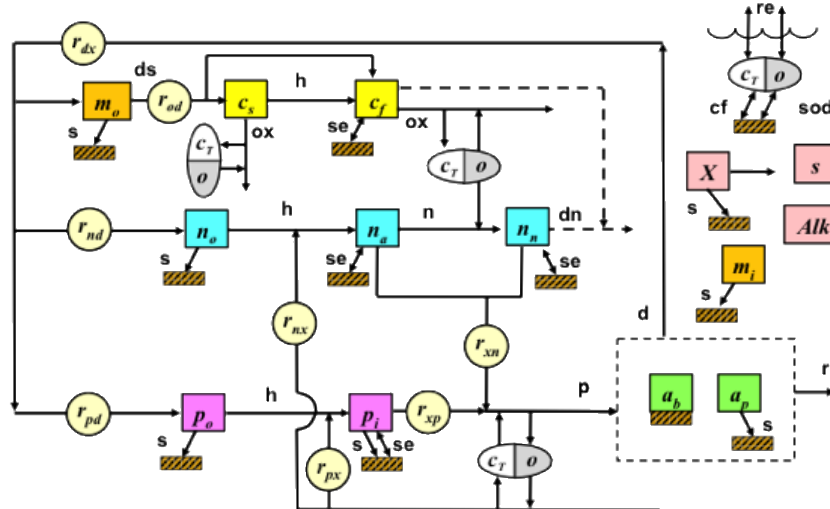 re
r_dx
ds
h
c_T o
m_o
r_od
c_s
c_f
s
ox
se
ox
cf
sod
c_T
o
c_T o
X
s
s
r_nd
n_o
h
n_a
n
n_n
dn
Alk
s
se
se
m_i
s
r_nx
r_xn
d
r_pd
p_o
h
p_i
r_xp
p
a_b
a_p
r
s
s
se
s
r_px
c_T o